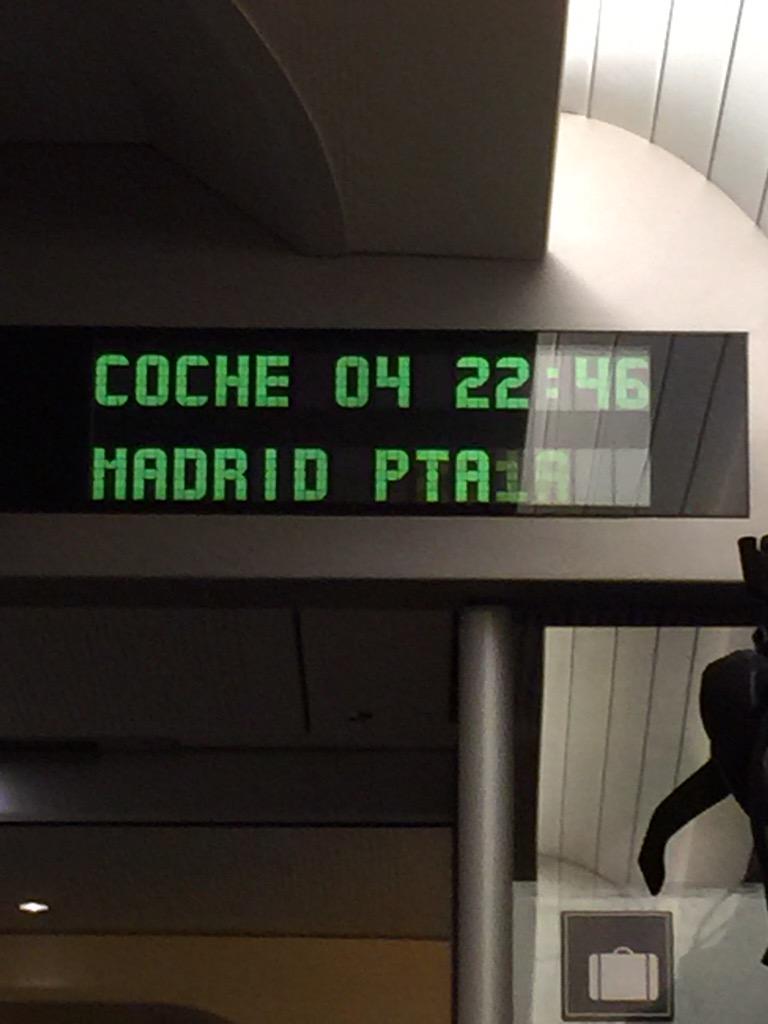 COCHE 04 22:46
MADRID PTA